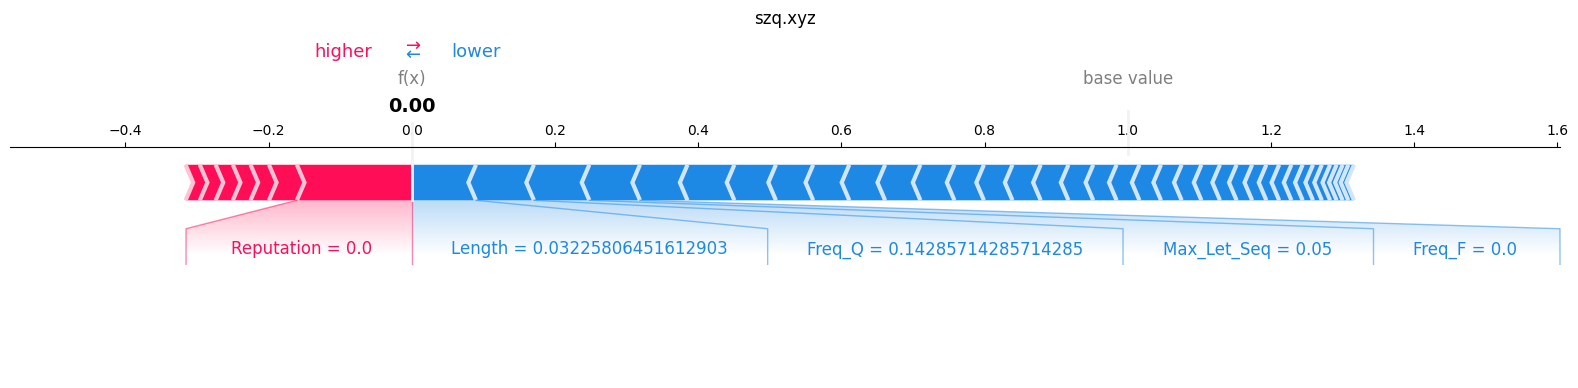 szq.xyz
higher ⇄ lower
f(x) base value
0.00
−0.4 −0.2 0.0 0.2 0.4 0.6 0.8 1.0 1.2 1.4 1.6
Reputation = 0.0 Length = 0.03225806451612903 Freq_Q = 0.14285714285714285 Max_Let_Seq = 0.05 Freq_F = 0.0